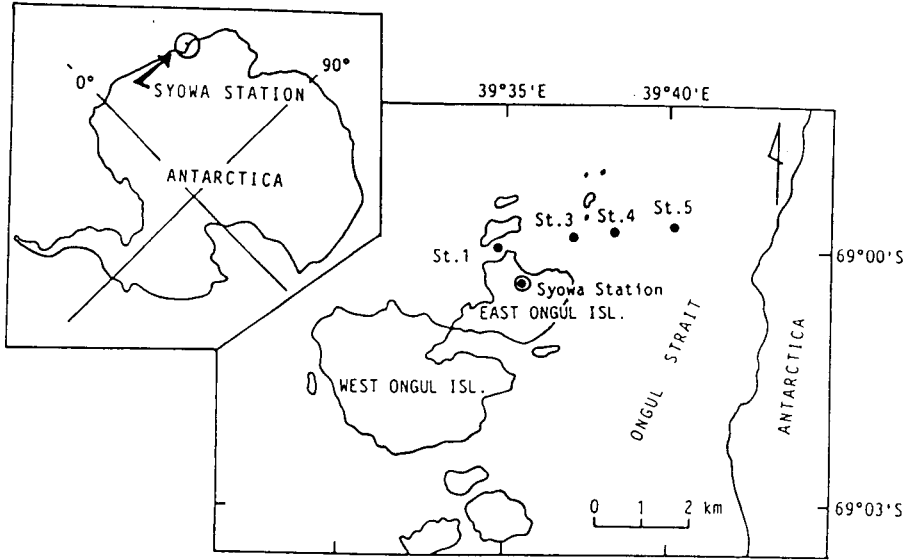 0°
90°
SYOWA STATION
ANTARCTICA
39°35'E
39°40'E
St.1
St.3
St.4
St.5
69°00'S
Syowa Station
EAST ONGUL ISL.
WEST ONGUL ISL.
ONGUL STRAIT
ANTARCTICA
0 1 2 km
69°03'S